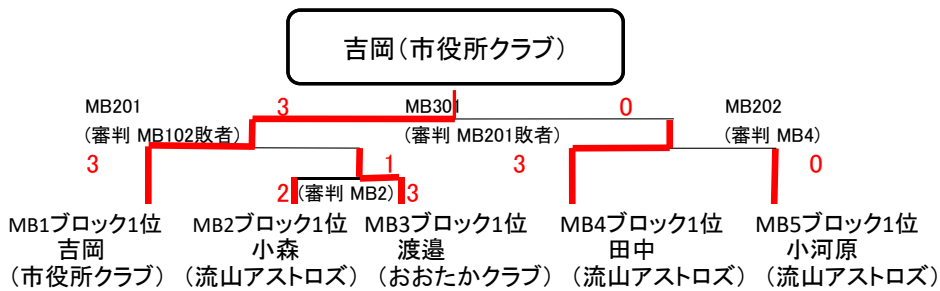 吉岡(市役所クラブ)
MB201 3 MB301 0 MB202
(審判 MB102敗者) (審判 MB201敗者) (審判 MB4)
3 1 3 0
2 (審判 MB2) 3
MB1ブロック1位 MB2ブロック1位 MB3ブロック1位 MB4ブロック1位 MB5ブロック1位
吉岡 小森 渡邉 田中 小河原
(市役所クラブ) (流山アストロズ) (おおたかクラブ) (流山アストロズ) (流山アストロズ)